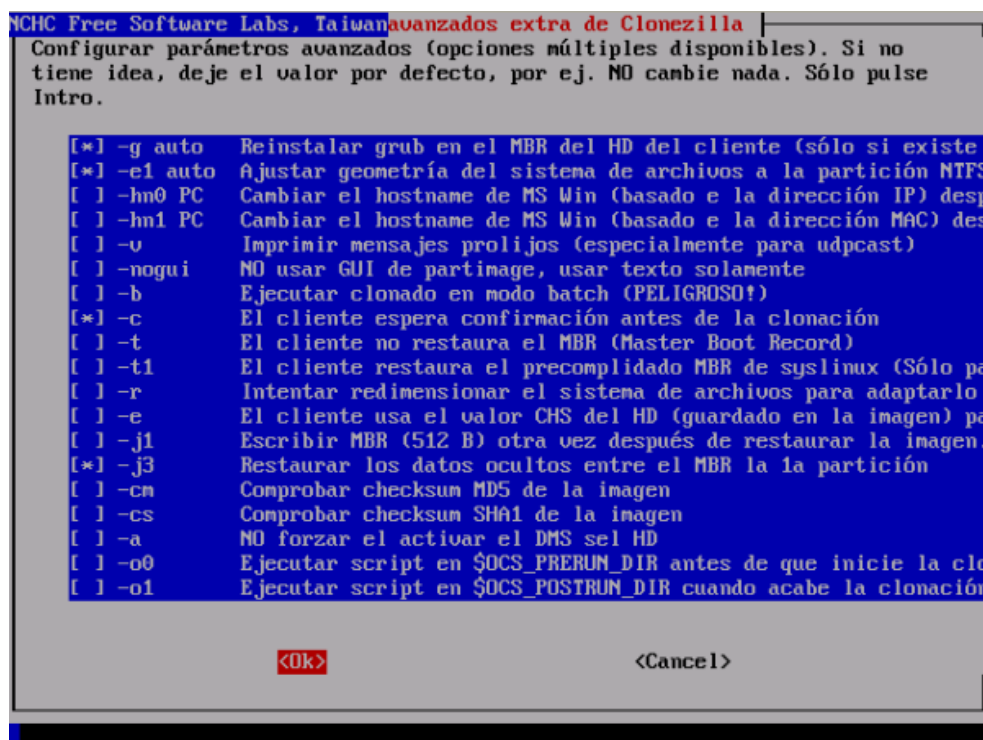 NCHC Free Software Labs, Taiwanavanzados extra de Clonezilla
Configurar parámetros avanzados (opciones múltiples disponibles). Si no
tiene idea, deje el valor por defecto, por ej. NO cambie nada. Sólo pulse
Intro.
[*] -g auto Reinstalar grub en el MBR del HD del cliente (sólo si existe
[*] -e1 auto Ajustar geometría del sistema de archivos a la partición NTFS
[ ] -hn0 PC Cambiar el hostname de MS Win (basado e la dirección IP) desp
[ ] -hn1 PC Cambiar el hostname de MS Win (basado e la dirección MAC) des
[ ] -v Imprimir mensajes prolijos (especialmente para udpcast)
[ ] -nogui NO usar GUI de partimage, usar texto solamente
[ ] -b Ejecutar clonado en modo batch (PELIGROSO!)
[*] -c El cliente espera confirmación antes de la clonación
[ ] -t El cliente no restaura el MBR (Master Boot Record)
[ ] -t1 El cliente restaura el precomplidado MBR de syslinux (Sólo pa
[ ] -r Intentar redimensionar el sistema de archivos para adaptarlo
[ ] -e El cliente usa el valor CHS del HD (guardado en la imagen) pa
[ ] -j1 Escribir MBR (512 B) otra vez después de restaurar la imagen.
[*] -j3 Restaurar los datos ocultos entre el MBR la 1a partición
[ ] -cm Comprobar checksum MD5 de la imagen
[ ] -cs Comprobar checksum SHA1 de la imagen
[ ] -a NO forzar el activar el DMS sel HD
[ ] -o0 Ejecutar script en $OCS_PRERUN_DIR antes de que inicie la clo
[ ] -o1 Ejecutar script en $OCS_POSTRUN_DIR cuando acabe la clonación
<Ok> <Cancel>